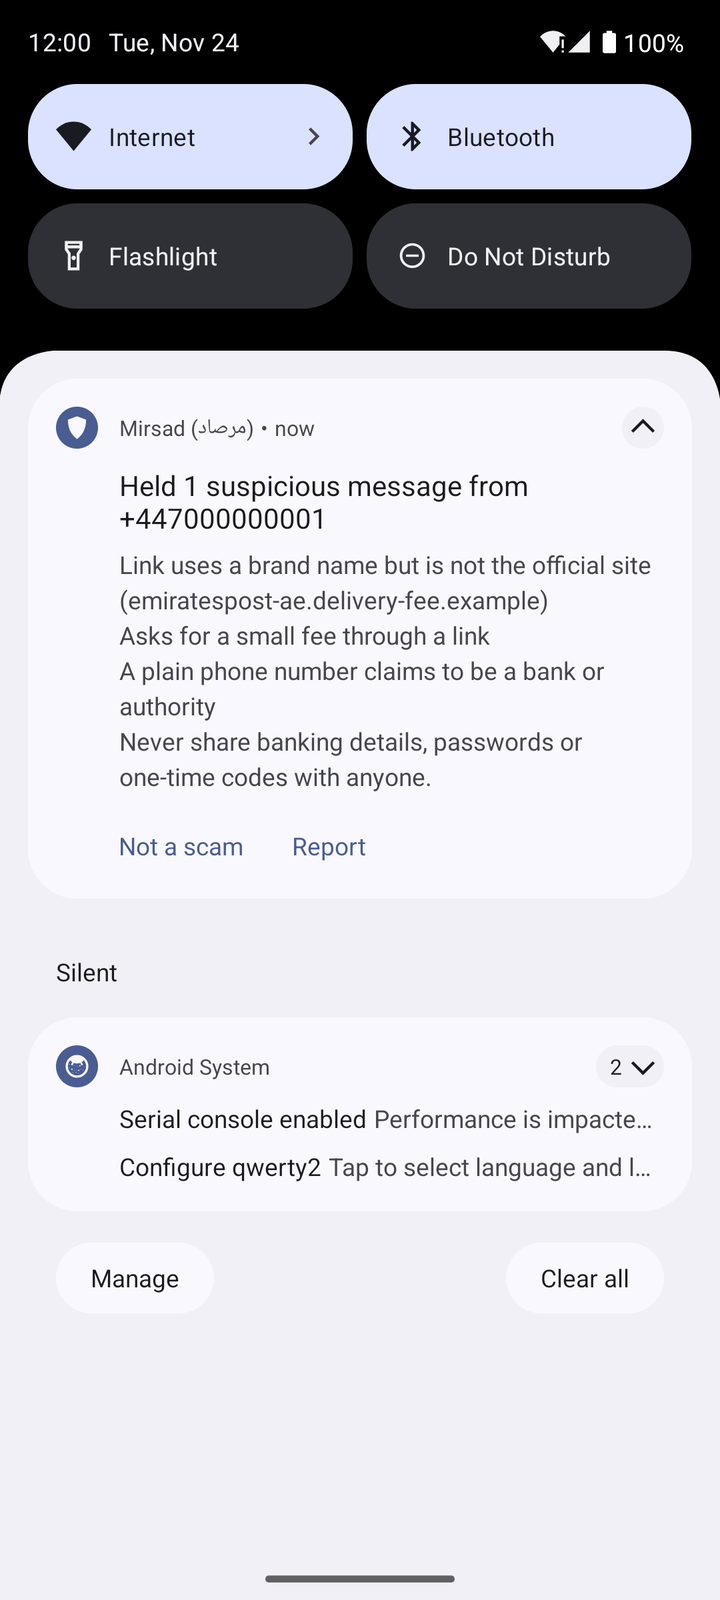 12:00 Tue, Nov 24
100%
Internet
Bluetooth
Flashlight
Do Not Disturb
Mirsad (مرصاد) • now
Held 1 suspicious message from
+447000000001
Link uses a brand name but is not the official site
(emiratespost-ae.delivery-fee.example)
Asks for a small fee through a link
A plain phone number claims to be a bank or
authority
Never share banking details, passwords or
one-time codes with anyone.
Not a scam
Report
Silent
Android System
2
Serial console enabled Performance is impacte…
Configure qwerty2 Tap to select language and l…
Manage
Clear all